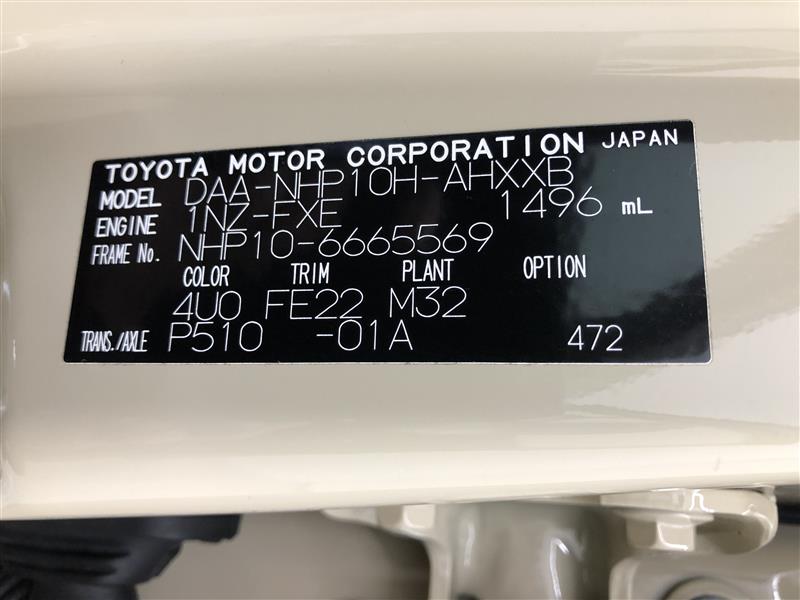 TOYOTA MOTOR CORPORATION JAPAN
MODEL DAA-NHP10H-AHXXB
ENGINE 1NZ-FXE 1496 mL
FRAME No. NHP10-6665569
COLOR TRIM PLANT OPTION
4U0 FE22 M32
TRANS./AXLE P510 -01A 472